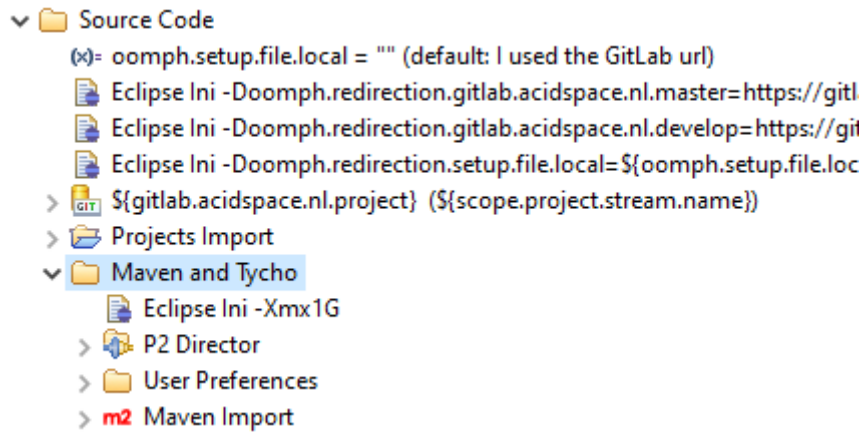 Source Code
(x)= oomph.setup.file.local = "" (default: I used the GitLab url)
Eclipse Ini -Doomph.redirection.gitlab.acidspace.nl.master=https://gitl
Eclipse Ini -Doomph.redirection.gitlab.acidspace.nl.develop=https://git
Eclipse Ini -Doomph.redirection.setup.file.local=${oomph.setup.file.loc
GIT ${gitlab.acidspace.nl.project} (${scope.project.stream.name})
Projects Import
Maven and Tycho
Eclipse Ini -Xmx1G
P2 Director
User Preferences
m2 Maven Import